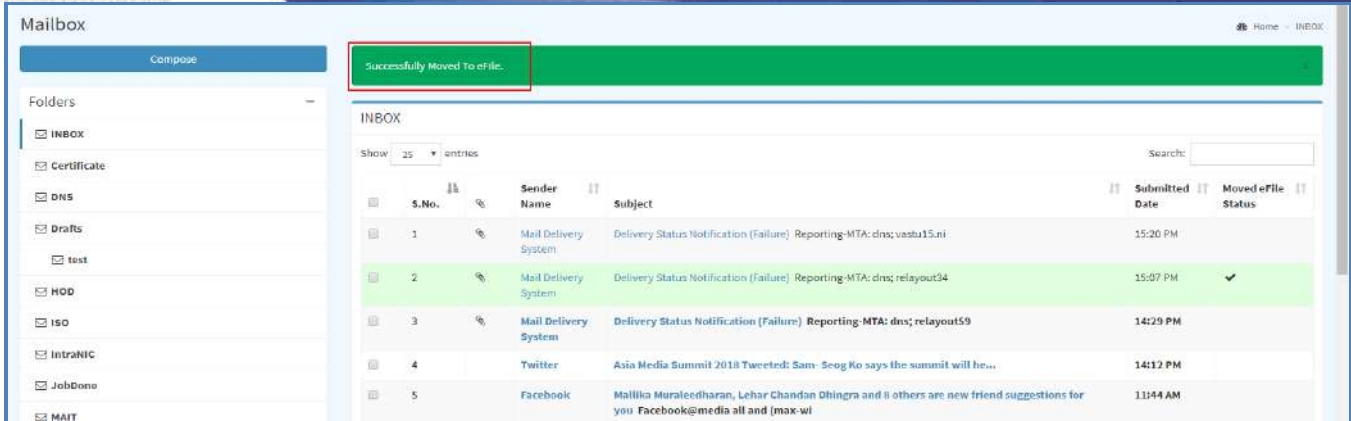 Mailbox
Home - INBOX
Compose
Successfully Moved To eFile.
Folders
INBOX
Certificate
DNS
Drafts
test
HOD
ISO
IntraNIC
JobDono
MAIT
INBOX
Show 25 entries
Search:
S.No. Sender Name Subject Submitted Date Moved eFile Status
1 Mail Delivery System Delivery Status Notification (Failure) Reporting-MTA: dns; vastu15.ni 15:20 PM
2 Mail Delivery System Delivery Status Notification (Failure) Reporting-MTA: dns; relayout34 15:07 PM ✔
3 Mail Delivery System Delivery Status Notification (Failure) Reporting-MTA: dns; relayout59 14:29 PM
4 Twitter Asia Media Summit 2018 Tweeted: Sam- Seog Ko says the summit will he... 14:12 PM
5 Facebook Mallika Muraleedharan, Lehar Chandan Dhingra and 8 others are new friend suggestions for 11:44 AM
you Facebook@media all and (max-wi